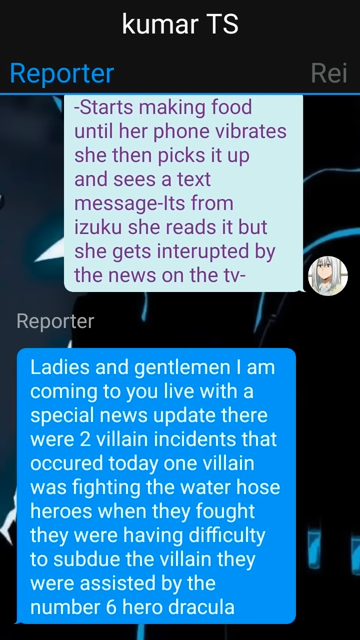 kumar TS
Reporter
Rei
-Starts making food
until her phone vibrates
she then picks it up
and sees a text
message-Its from
izuku she reads it but
she gets interupted by
the news on the tv-
Reporter
Ladies and gentlemen I am
coming to you live with a
special news update there
were 2 villain incidents that
occured today one villain
was fighting the water hose
heroes when they fought
they were having difficulty
to subdue the villain they
were assisted by the
number 6 hero dracula